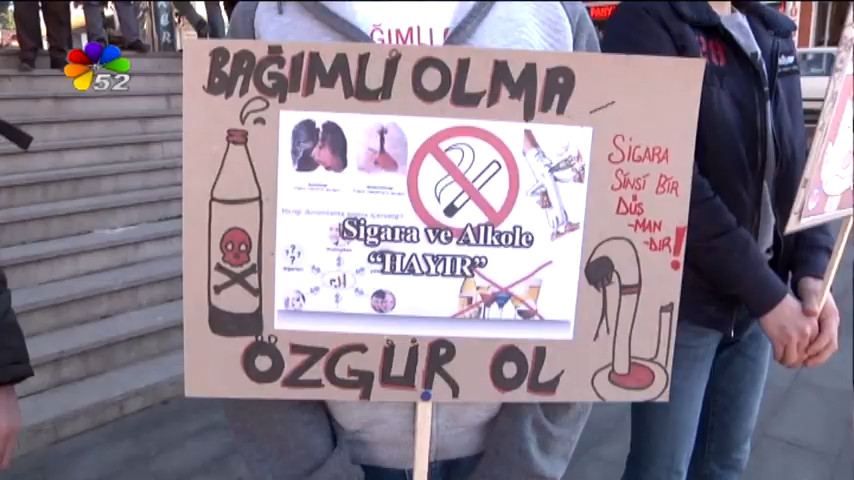 52
BAĞIMLI OLMA
Sigara ve Alkole
"HAYIR"
SİGARA
SİNSİ BİR
DÜŞ
-MAN
-DIR!
ÖZGÜR OL